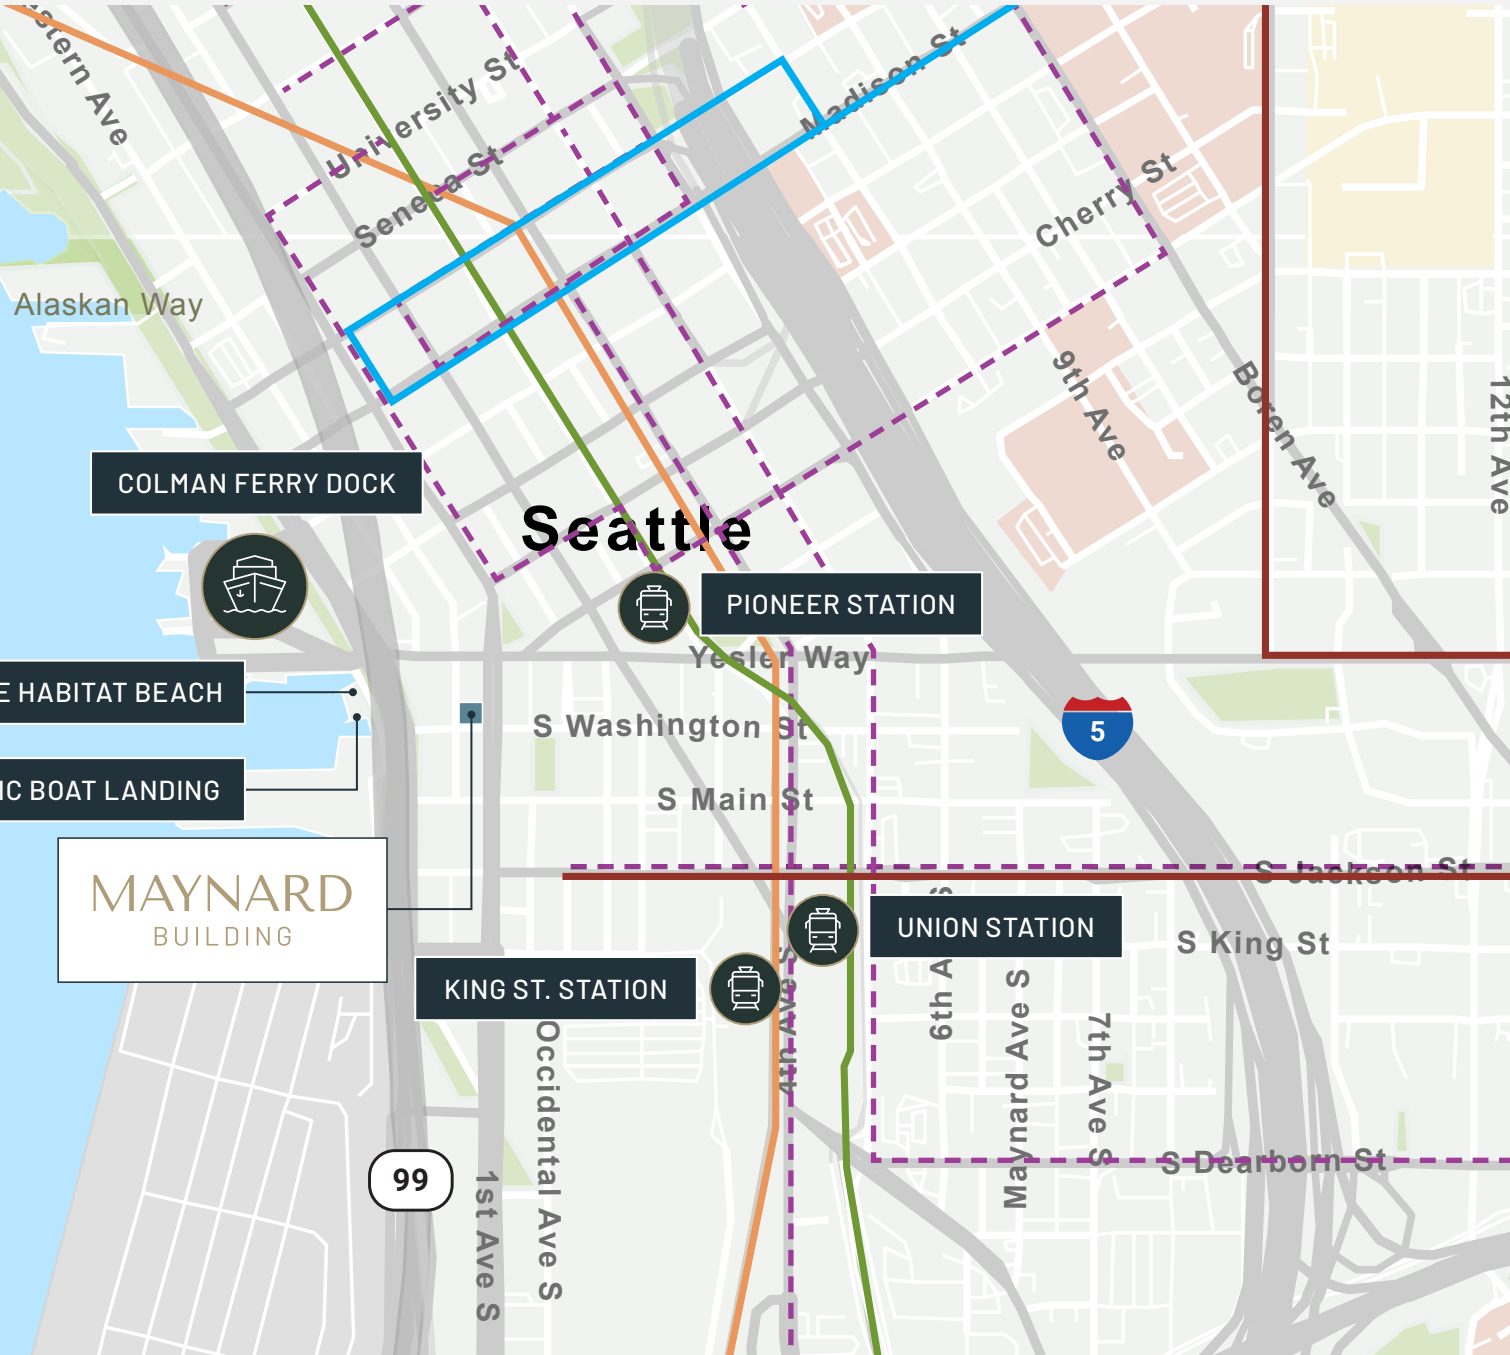 stern Ave
University St
Seneca St
Madison St
Cherry St
Alaskan Way
9th Ave
Boren Ave
12th Ave
COLMAN FERRY DOCK
Seattle
PIONEER STATION
Yesler Way
E HABITAT BEACH
S Washington St
5
IC BOAT LANDING
S Main St
MAYNARD
BUILDING
S Jackson St
UNION STATION
S King St
KING ST. STATION
4th Ave S
6th A S
Maynard Ave S
7th Ave S
Occidental Ave S
S Dearborn St
99
1st Ave S